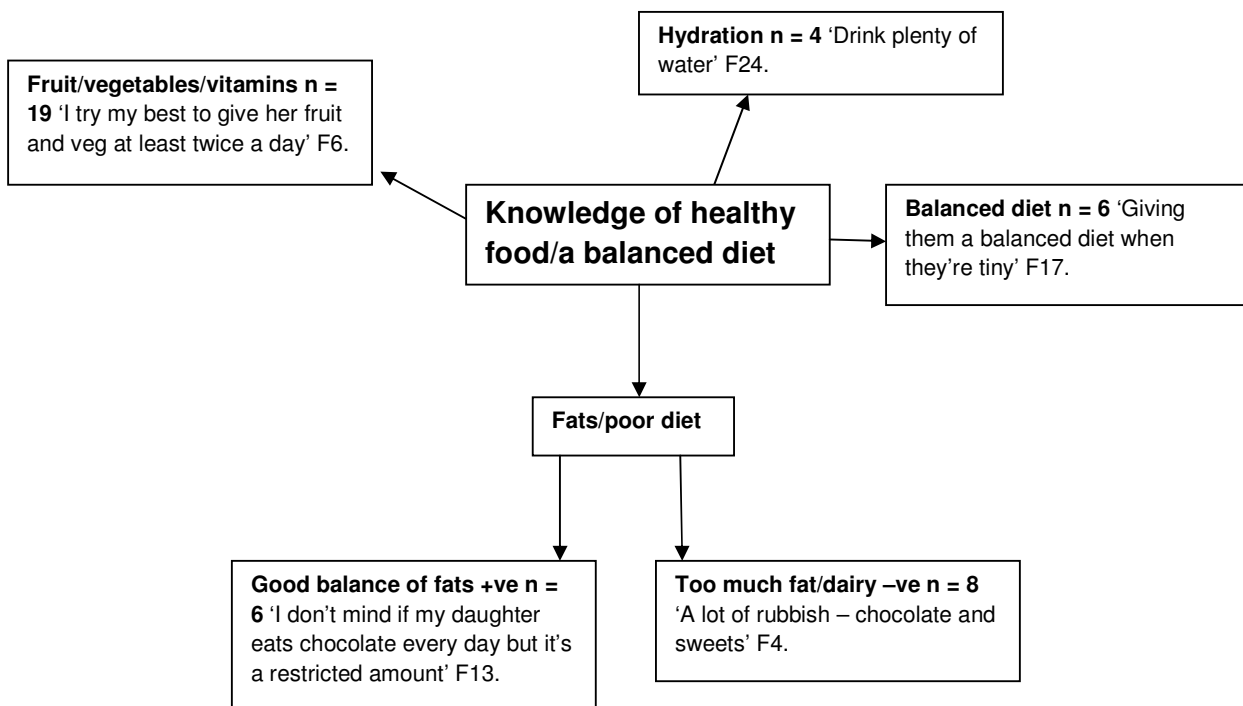 Hydration n = 4 ‘Drink plenty of
water’ F24.
Fruit/vegetables/vitamins n =
19 ‘I try my best to give her fruit
and veg at least twice a day’ F6.
Knowledge of healthy
food/a balanced diet
Balanced diet n = 6 ‘Giving
them a balanced diet when
they’re tiny’ F17.
Fats/poor diet
Good balance of fats +ve n =
6 ‘I don’t mind if my daughter
eats chocolate every day but it’s
a restricted amount’ F13.
Too much fat/dairy –ve n = 8
‘A lot of rubbish – chocolate and
sweets’ F4.